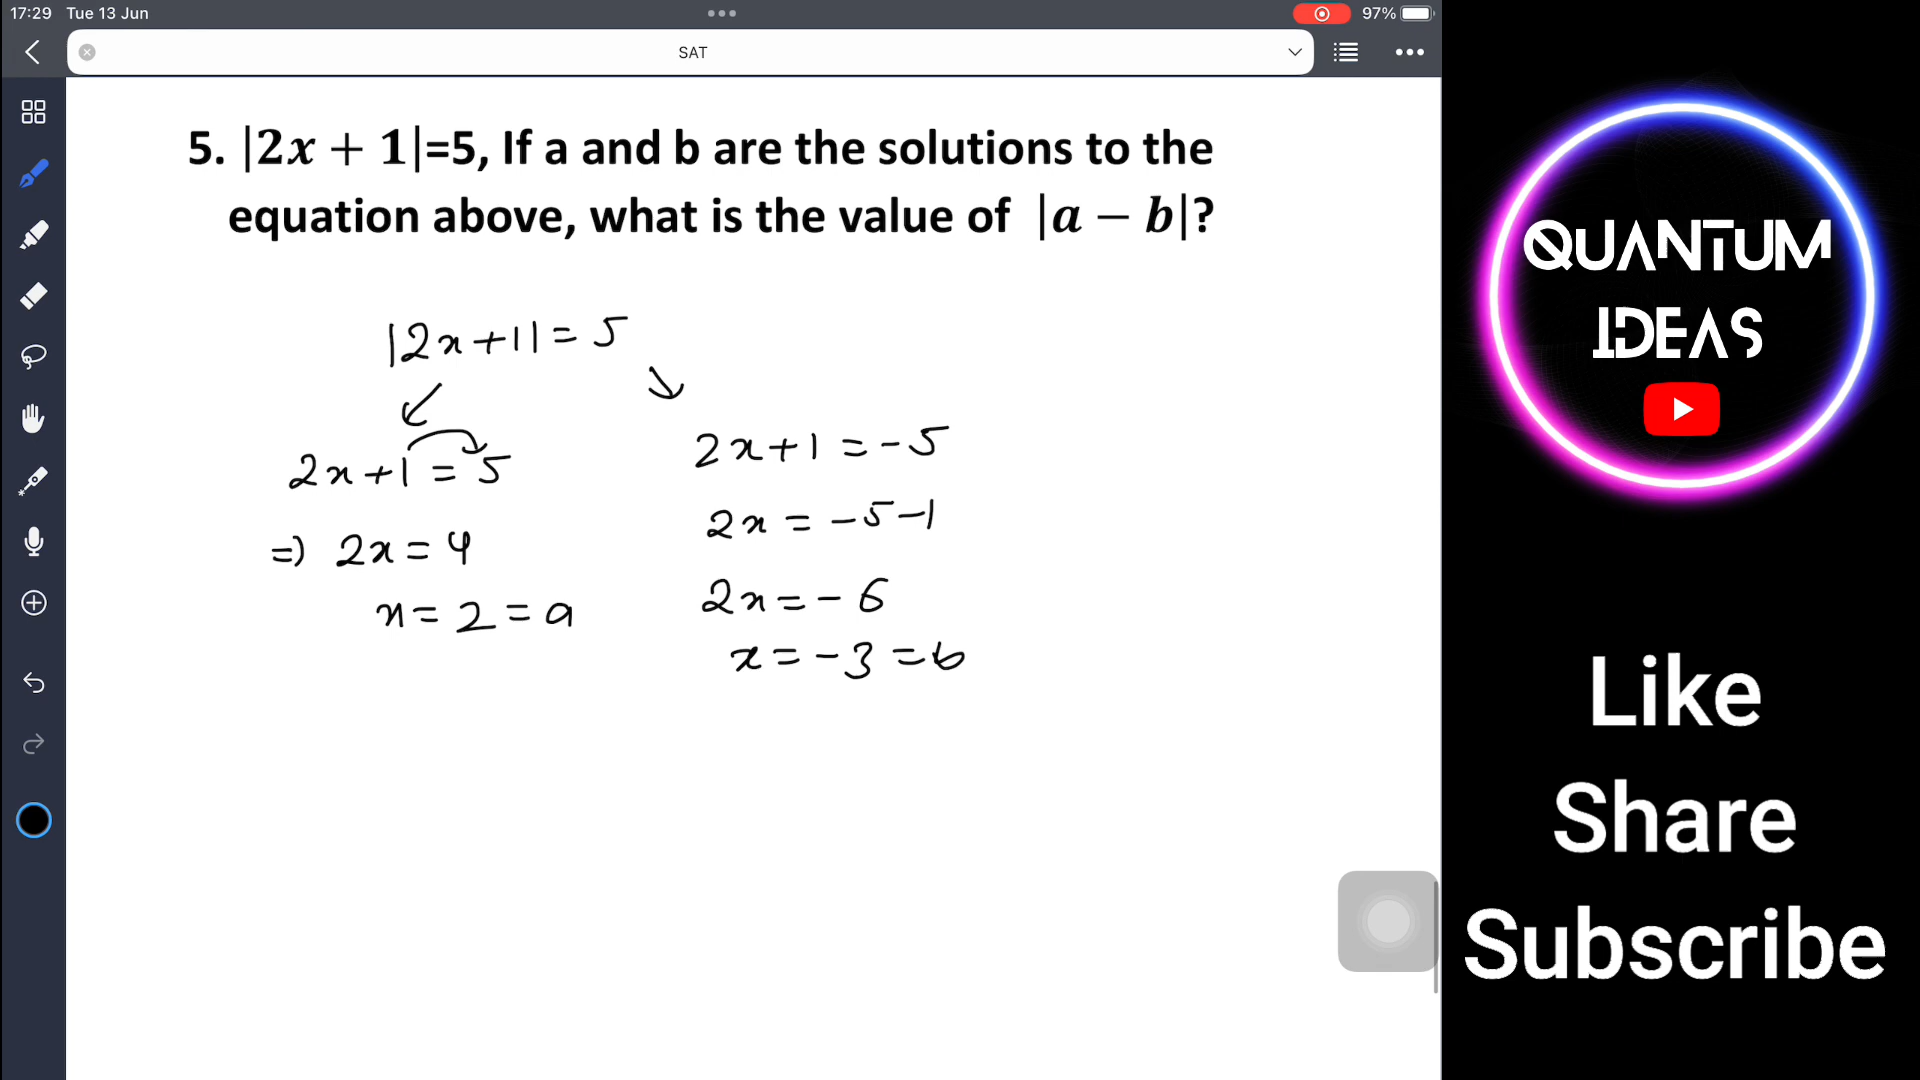 17:29 Tue 13 Jun
97%
SAT
5. |2x + 1|=5, If a and b are the solutions to the
equation above, what is the value of |a − b|?
|2x+1| = 5
2x+1 = 5
=) 2x = 4
x = 2 = a
2x+1 = -5
2x = -5-1
2x = -6
x = -3 = b
QUANTUM
IDEAS
Like
Share
Subscribe